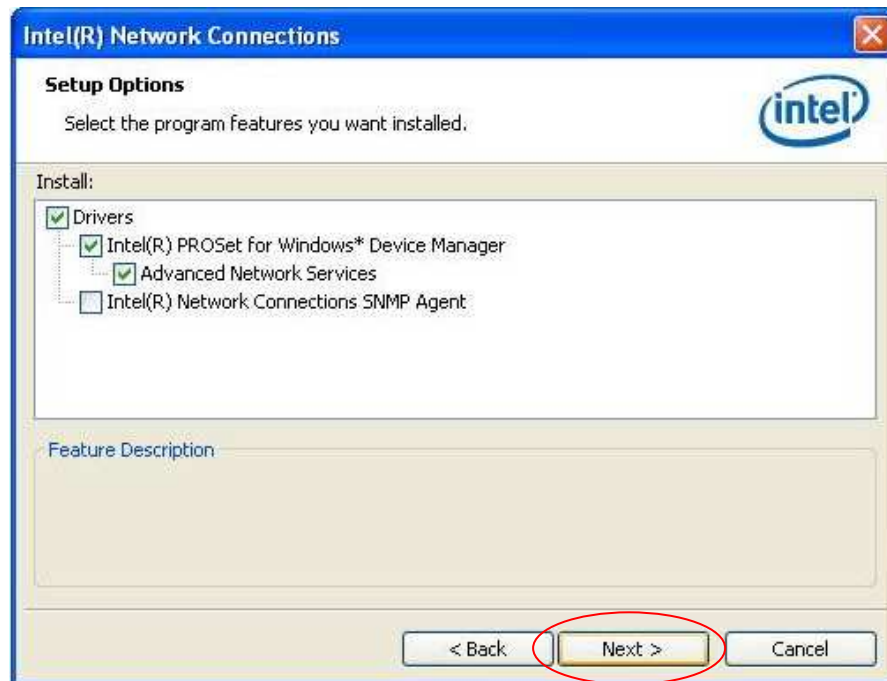 Intel(R) Network Connections
Setup Options
Select the program features you want installed.
intel
Install:
Drivers
Intel(R) PROSet for Windows* Device Manager
Advanced Network Services
Intel(R) Network Connections SNMP Agent
Feature Description
< Back
Next >
Cancel